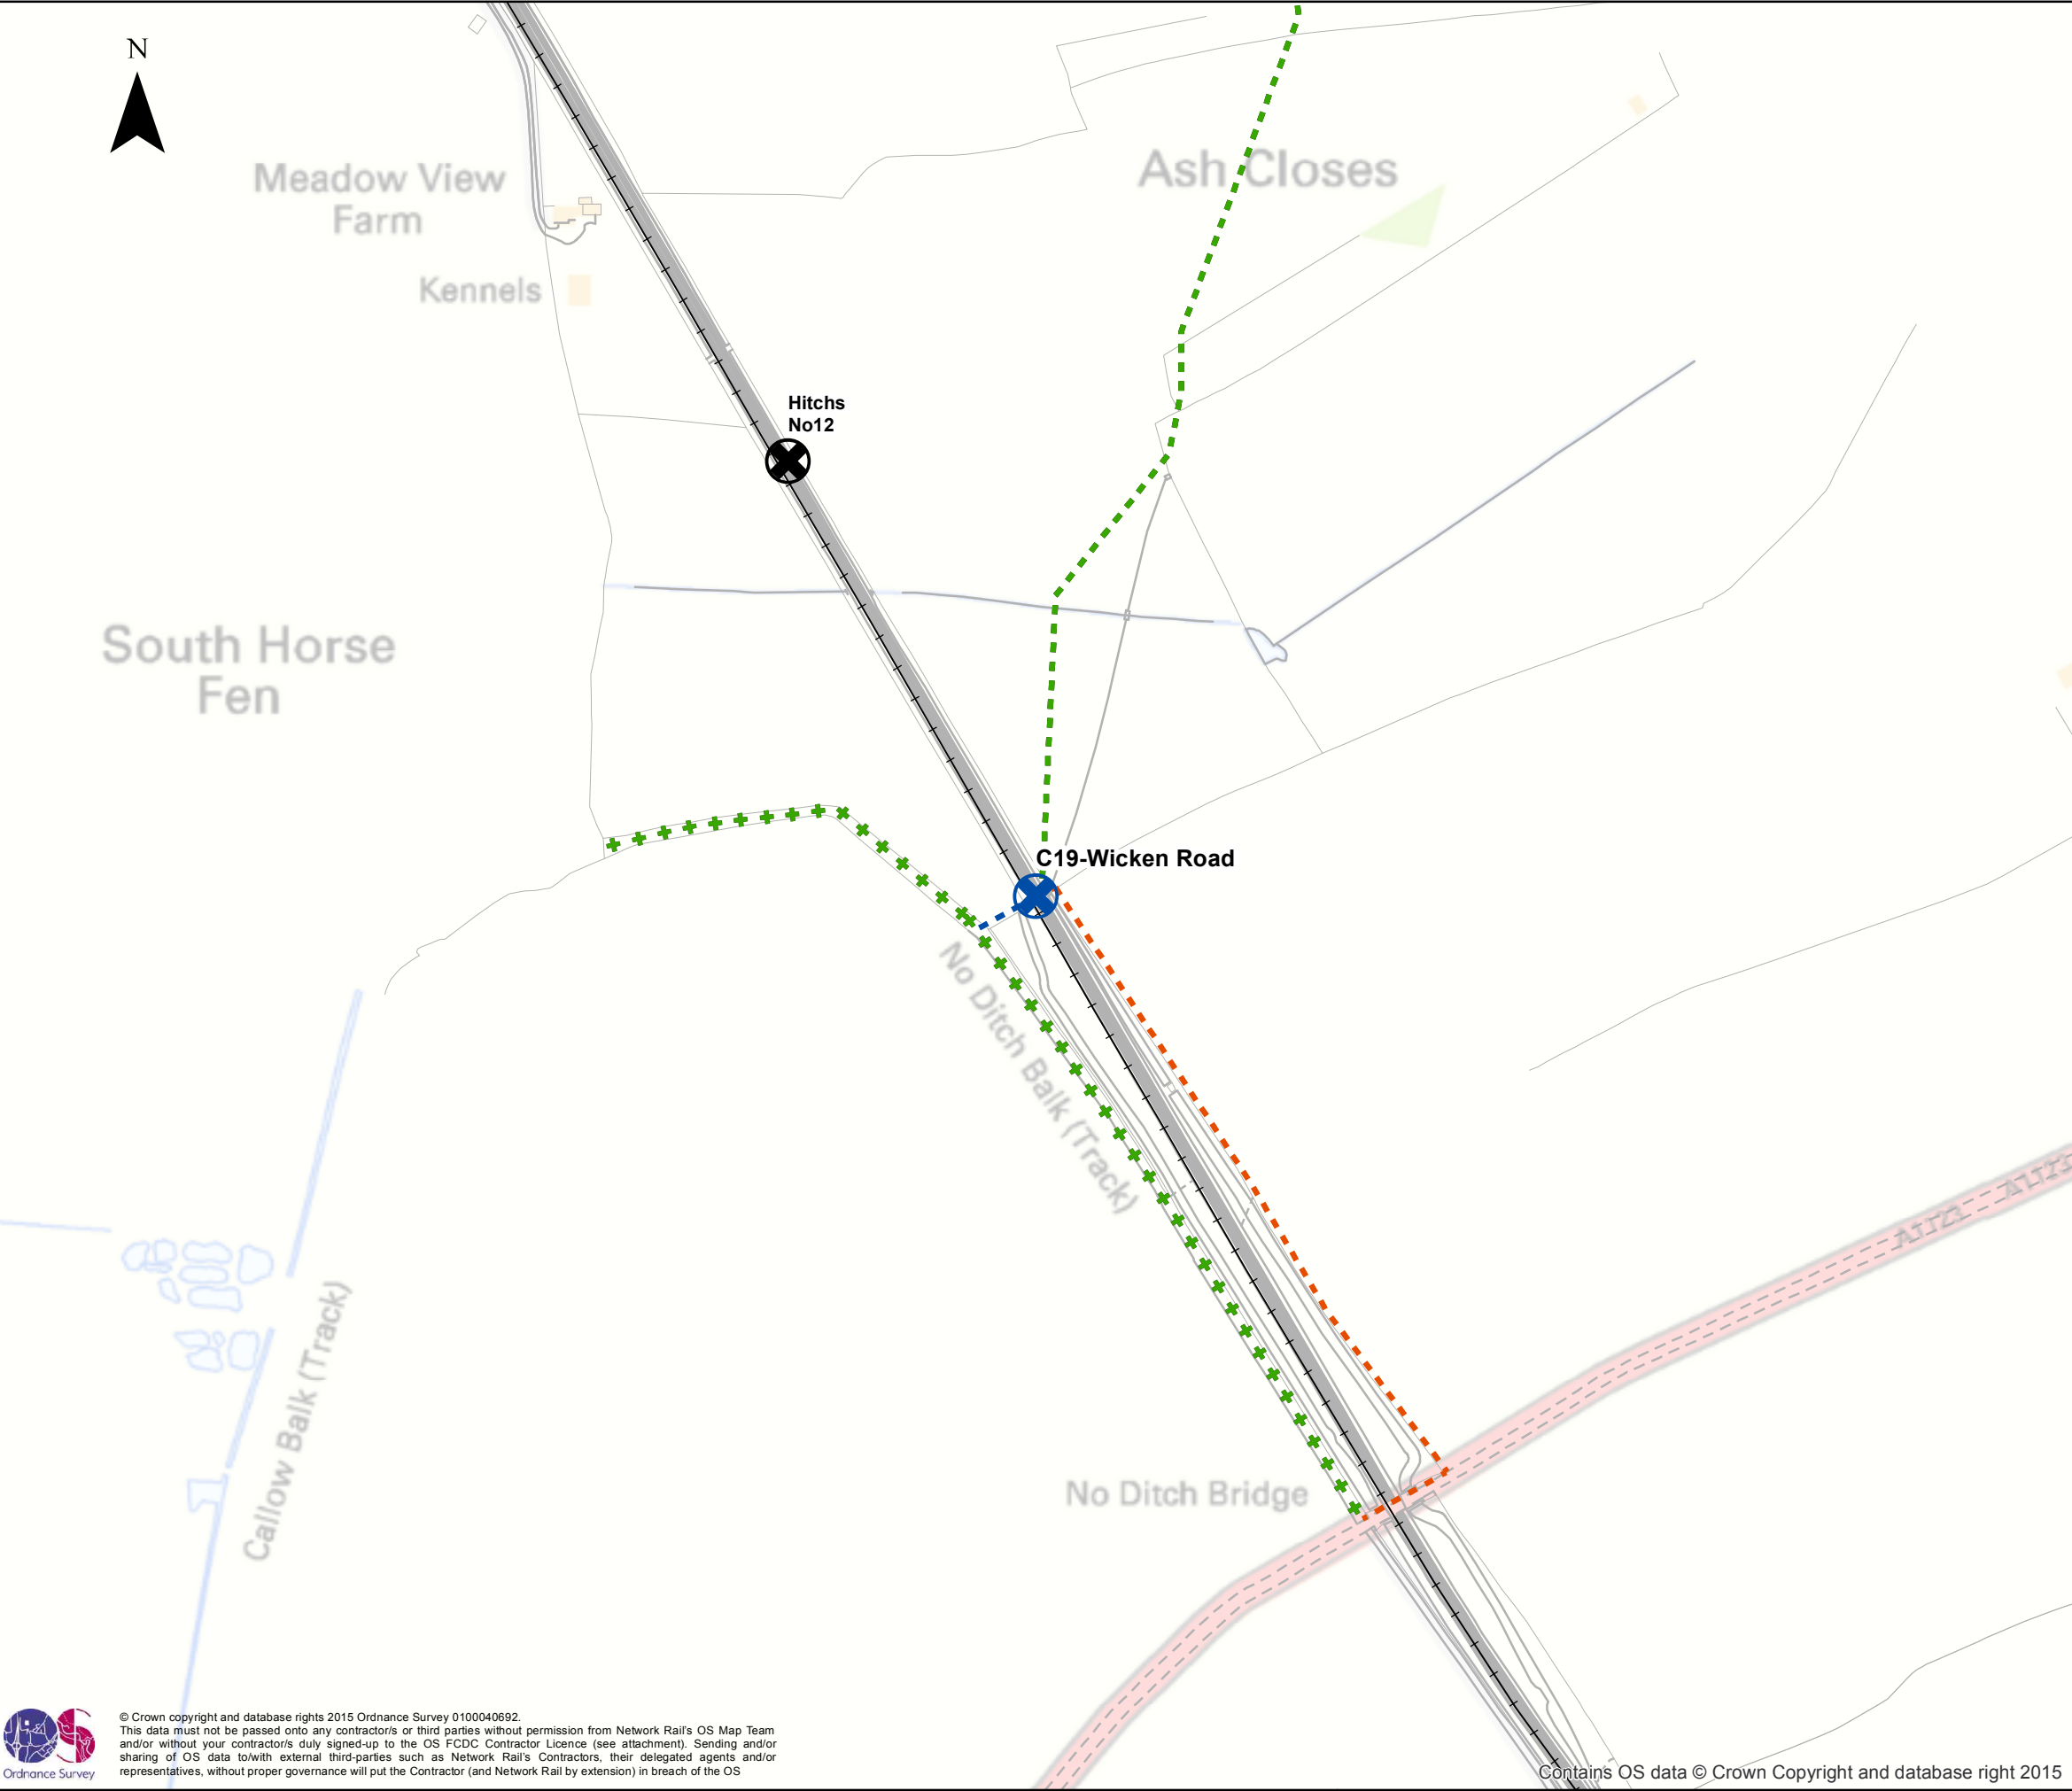 N
Meadow View
Farm
Ash Closes
Kennels
Hitchs
No12
South Horse
Fen
C19-Wicken Road
No Ditch Balk (Track)
A1123
A1123
Callow Balk (Track)
No Ditch Bridge
© Crown copyright and database rights 2015 Ordnance Survey 0100040692.
This data must not be passed onto any contractor/s or third parties without permission from Network Rail's OS Map Team
and/or without your contractor/s duly signed-up to the OS FCDC Contractor Licence (see attachment). Sending and/or
sharing of OS data to/with external third-parties such as Network Rail's Contractors, their delegated agents and/or
representatives, without proper governance will put the Contractor (and Network Rail by extension) in breach of the OS
Ordnance Survey
Contains OS data © Crown Copyright and database right 2015